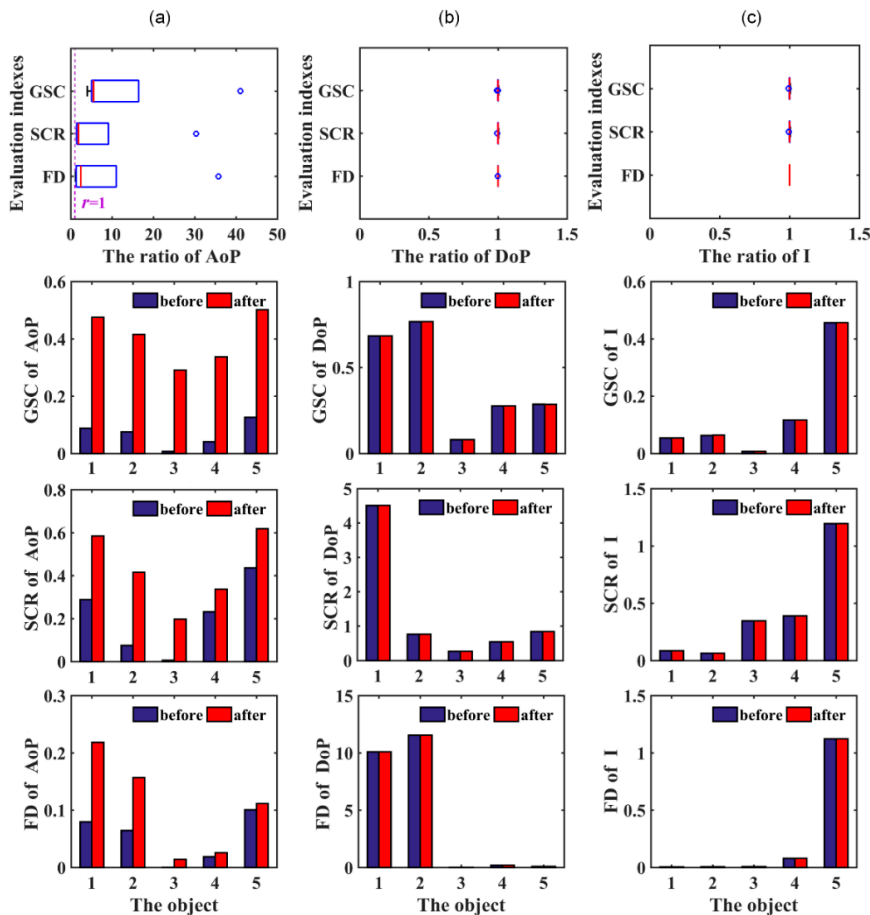 (a) (b) (c)
Evaluation indexes
GSC
SCR
FD
r=1
0 10 20 30 40 50
The ratio of AoP
Evaluation indexes
GSC
SCR
FD
0 0.5 1 1.5
The ratio of DoP
Evaluation indexes
GSC
SCR
FD
0 0.5 1 1.5
The ratio of I
GSC of AoP
0.6
0.4
0.2
0
before after
1 2 3 4 5
GSC of DoP
1
0.5
0
before after
1 2 3 4 5
GSC of I
0.6
0.4
0.2
0
before after
1 2 3 4 5
SCR of AoP
0.8
0.6
0.4
0.2
0
before after
1 2 3 4 5
SCR of DoP
5
4
3
2
1
0
before after
1 2 3 4 5
SCR of I
1.5
1
0.5
0
before after
1 2 3 4 5
FD of AoP
0.3
0.2
0.1
0
before after
1 2 3 4 5
The object
FD of DoP
15
10
5
0
before after
1 2 3 4 5
The object
FD of I
1.5
1
0.5
0
before after
1 2 3 4 5
The object